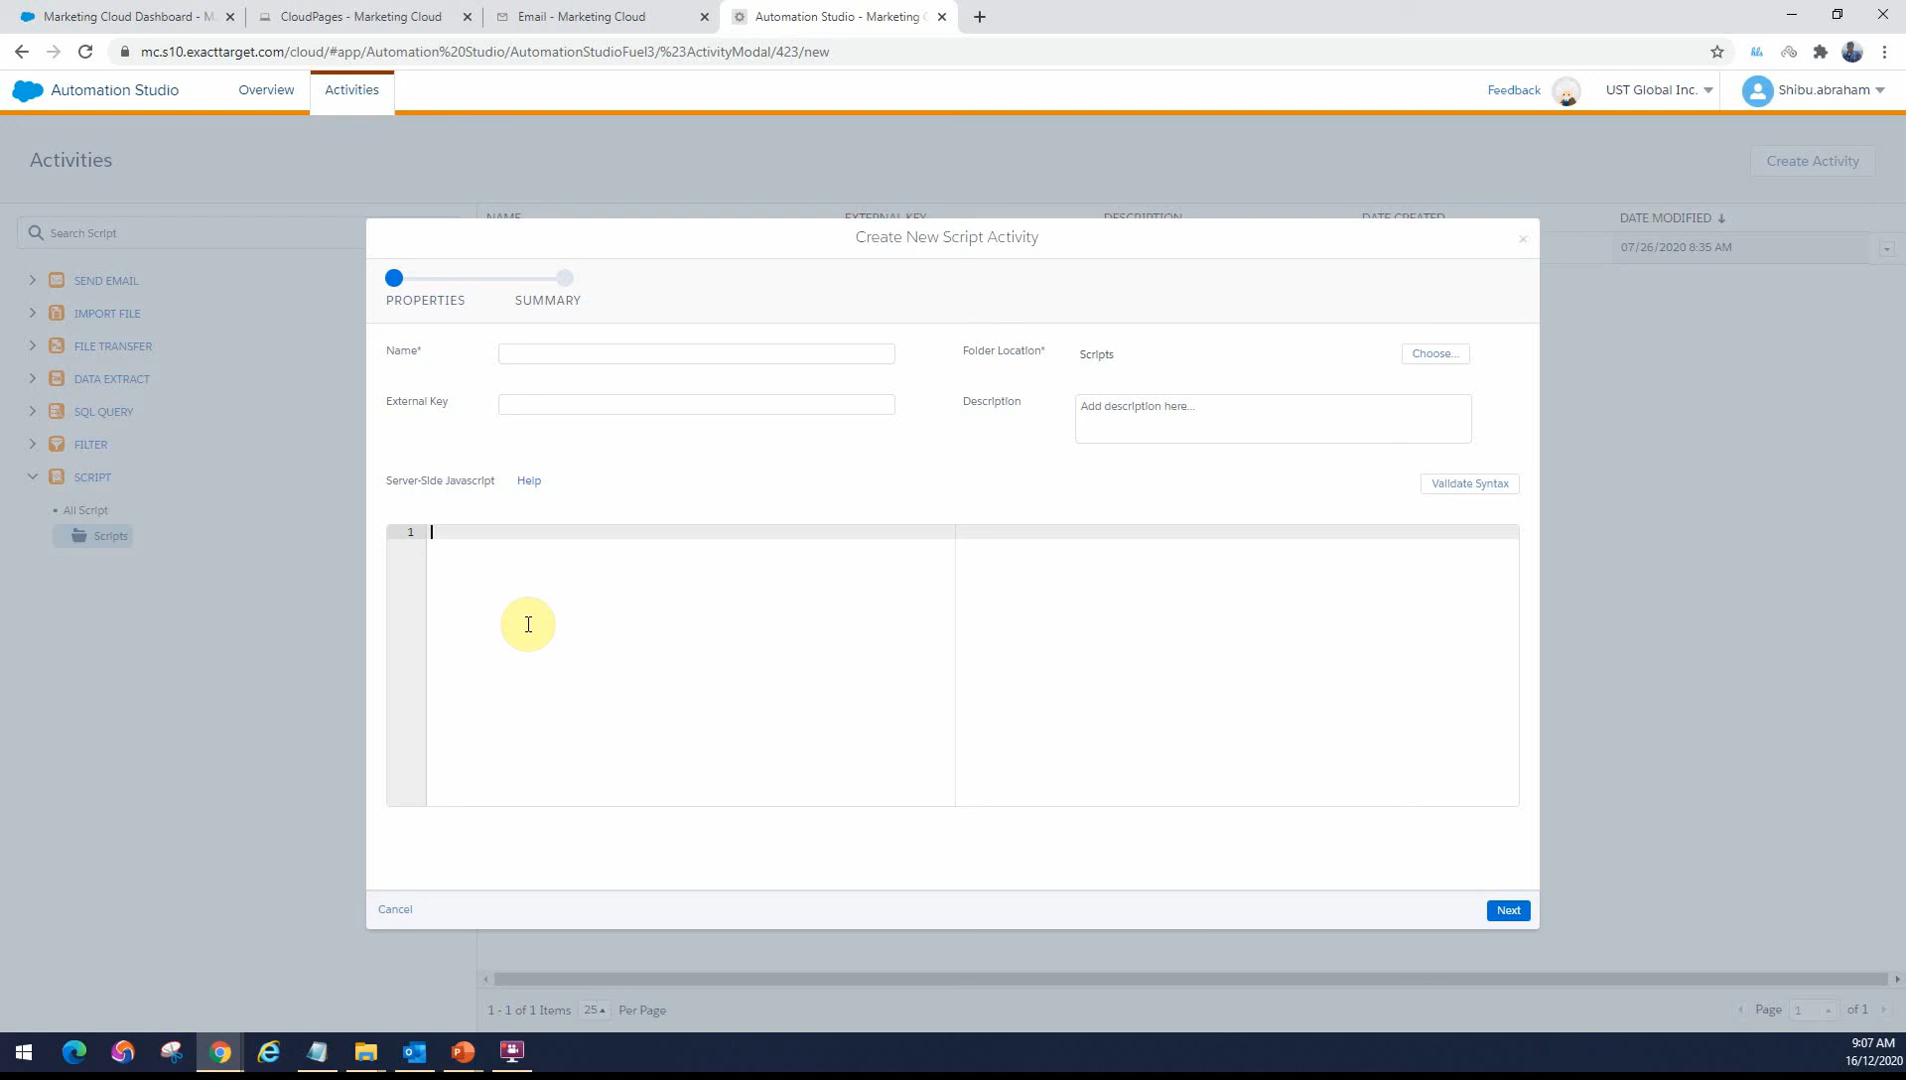 Marketing Cloud Dashboard - M
CloudPages - Marketing Cloud
Email - Marketing Cloud
Automation Studio - Marketing C
mc.s10.exacttarget.com/cloud/#app/Automation%20Studio/AutomationStudioFuel3/%23ActivityModal/423/new
Automation Studio
Overview
Activities
Feedback
UST Global Inc.
Shibu.abraham
Activities
Create Activity
Search Script
NAME
EXTERNAL KEY
DESCRIPTION
DATE CREATED
DATE MODIFIED
07/26/2020 8:35 AM
SEND EMAIL
IMPORT FILE
FILE TRANSFER
DATA EXTRACT
SQL QUERY
FILTER
SCRIPT
All Script
Scripts
Create New Script Activity
PROPERTIES
SUMMARY
Name*
Folder Location*
Scripts
Choose...
External Key
Description
Add description here...
Server-Side Javascript
Help
Validate Syntax
1
Cancel
Next
1 - 1 of 1 Items
25
Per Page
Page
1
of 1
9:07 AM
16/12/2020